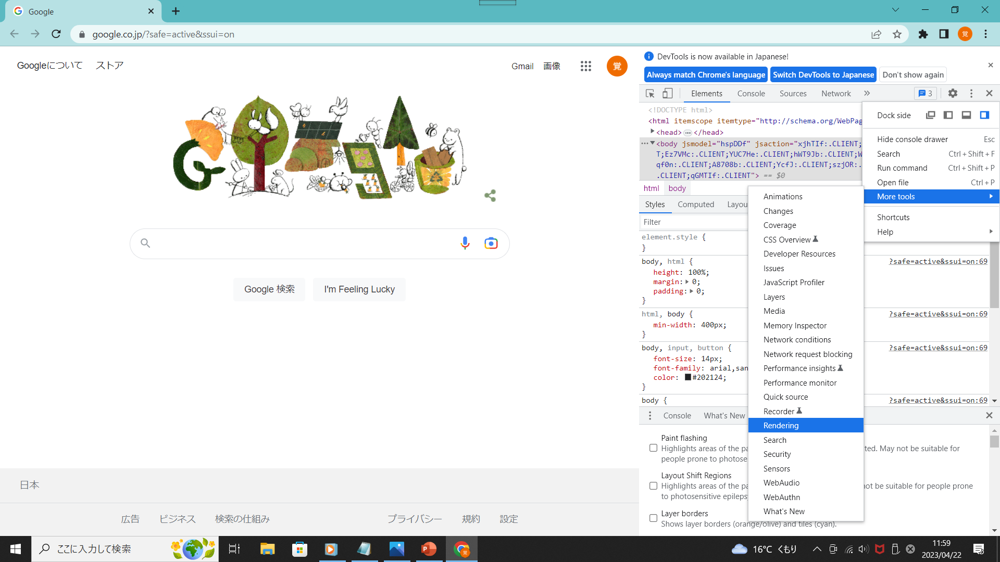 Google
google.co.jp/?safe=active&ssui=on
覚
Googleについて ストア
Gmail 画像
覚
Google 検索 I'm Feeling Lucky
日本
広告 ビジネス 検索の仕組み プライバシー 規約 設定
DevTools is now available in Japanese!
Always match Chrome's language Switch DevTools to Japanese Don't show again
Elements Console Sources Network » 3
<!DOCTYPE html>
<html itemscope itemtype="http://schema.org/WebPag
<head> … </head>
<body jsmodel="hspDDf" jsaction="xjhTIf:.CLIENT;
T;Ez7VMc:.CLIENT;YUC7He:.CLIENT;hWT9Jb:.CLIENT;W
qf0n:.CLIENT;A8708b:.CLIENT;YcfJ:.CLIENT;szjOR:.
.CLIENT;qGMTIf:.CLIENT"> == $0
html body
Styles Computed Layou
Filter
element.style {
}
body, html { ?safe=active&ssui=on:69
height: 100%;
margin: 0;
padding: 0;
}
html, body { ?safe=active&ssui=on:69
min-width: 400px;
}
body, input, button { ?safe=active&ssui=on:69
font-size: 14px;
font-family: arial,san
color: #202124;
}
body { ?safe=active&ssui=on:69
Dock side
Hide console drawer Esc
Search Ctrl + Shift + F
Run command Ctrl + Shift + P
Open file Ctrl + P
More tools
Shortcuts
Help
Animations
Changes
Coverage
CSS Overview
Developer Resources
Issues
JavaScript Profiler
Layers
Media
Memory Inspector
Network conditions
Network request blocking
Performance insights
Performance monitor
Quick source
Recorder
Rendering
Search
Security
Sensors
WebAudio
WebAuthn
What's New
Console What's New
Paint flashing
Highlights areas of the pa ted. May not be suitable for
people prone to photose
Layout Shift Regions
Highlights areas of the pa not be suitable for people prone
to photosensitive epileps
Layer borders
Shows layer borders (orange/olive) and tiles (cyan).
ここに入力して検索
16°C くもり
11:59
2023/04/22